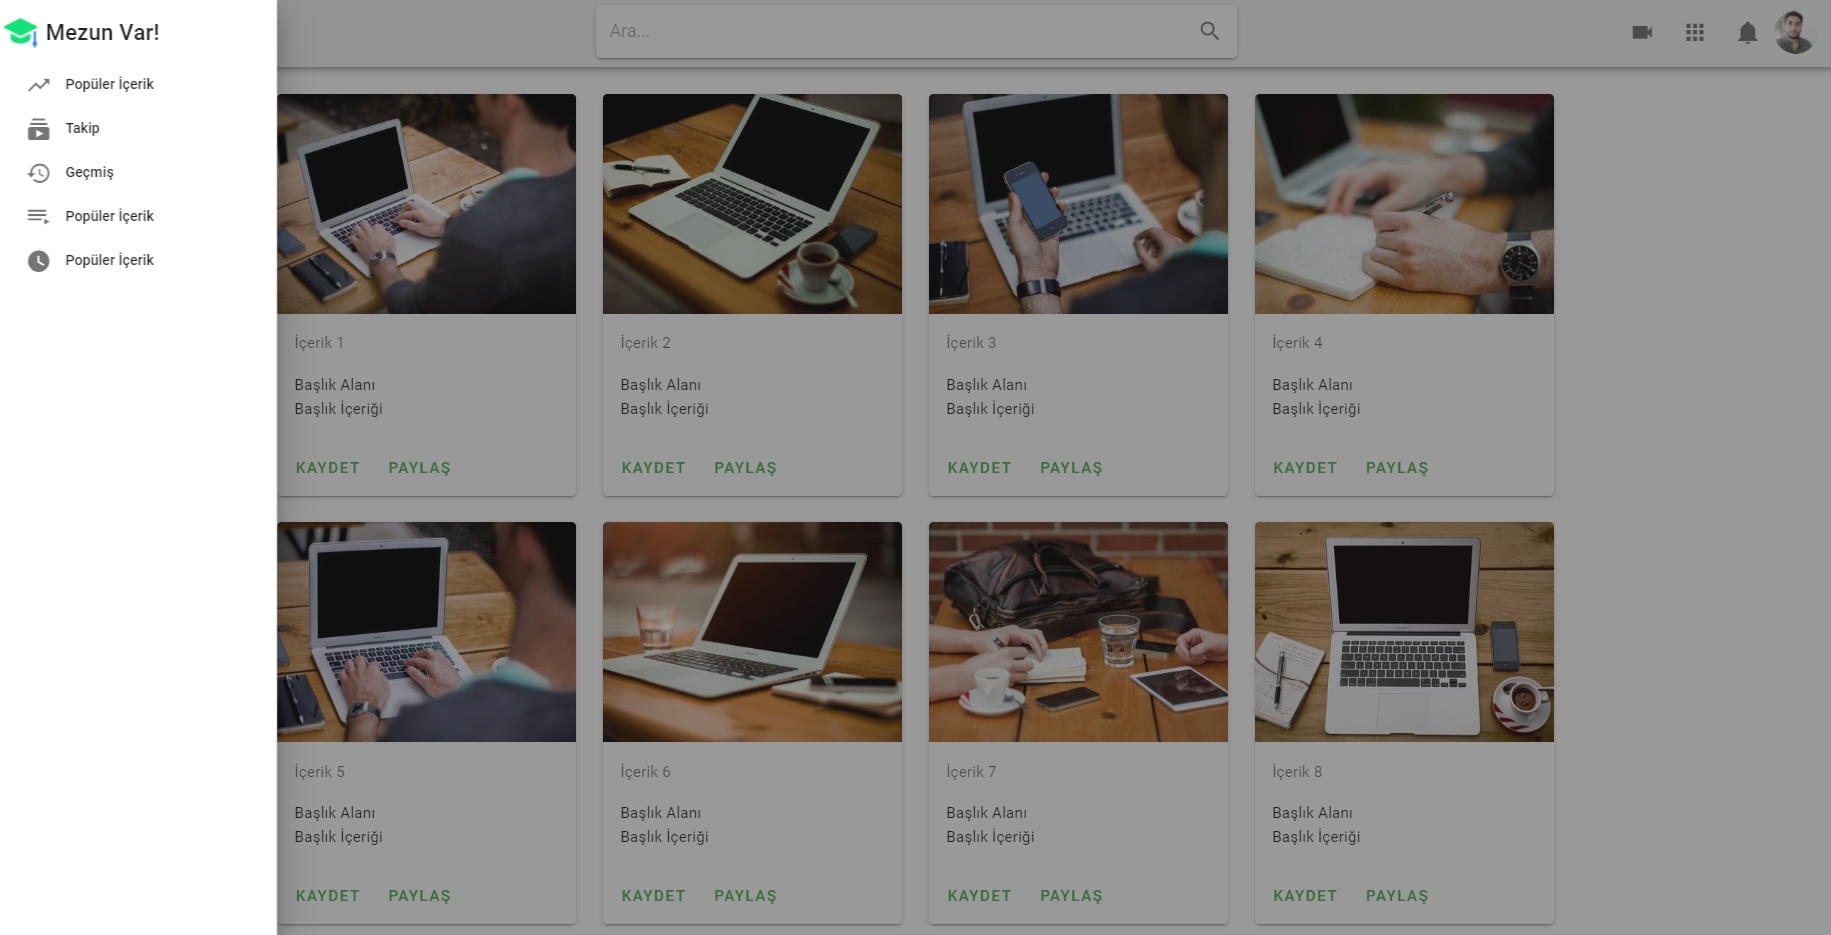 Mezun Var!
Popüler İçerik
Takip
Geçmiş
Popüler İçerik
Popüler İçerik
Ara...
İçerik 1
Başlık Alanı
Başlık İçeriği
KAYDET PAYLAŞ
İçerik 2
Başlık Alanı
Başlık İçeriği
KAYDET PAYLAŞ
İçerik 3
Başlık Alanı
Başlık İçeriği
KAYDET PAYLAŞ
İçerik 4
Başlık Alanı
Başlık İçeriği
KAYDET PAYLAŞ
İçerik 5
Başlık Alanı
Başlık İçeriği
KAYDET PAYLAŞ
İçerik 6
Başlık Alanı
Başlık İçeriği
KAYDET PAYLAŞ
İçerik 7
Başlık Alanı
Başlık İçeriği
KAYDET PAYLAŞ
İçerik 8
Başlık Alanı
Başlık İçeriği
KAYDET PAYLAŞ